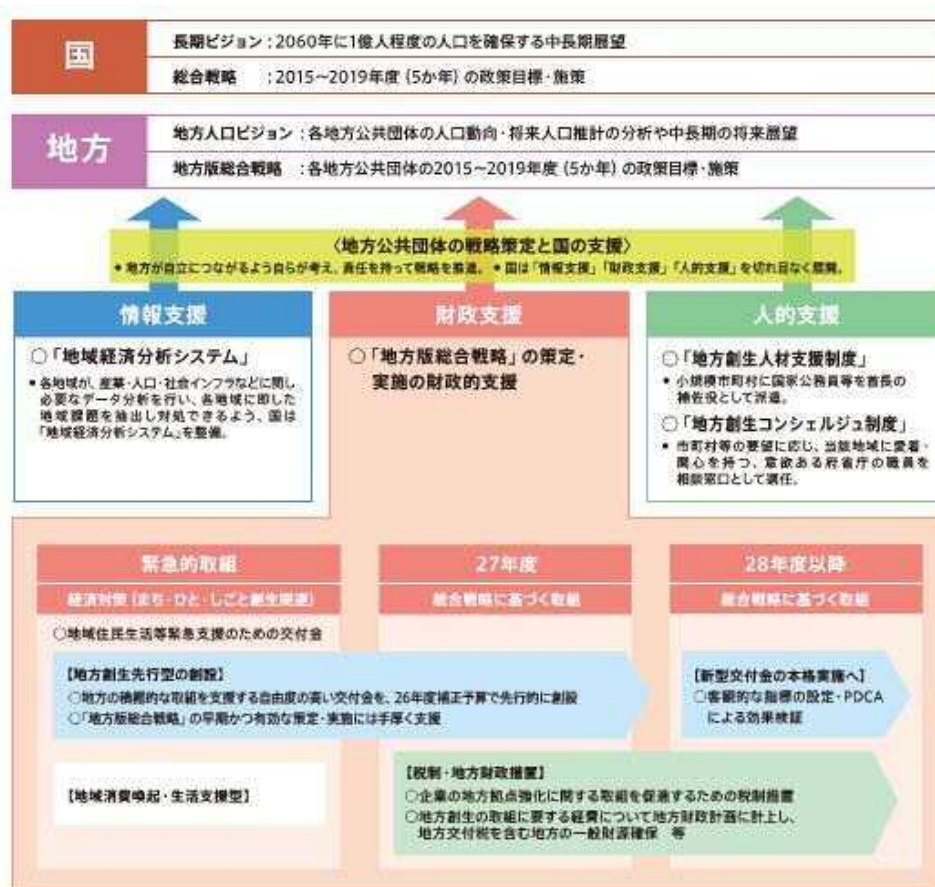 国
長期ビジョン：2060年に1億人程度の人口を確保する中長期展望
総合戦略　：2015～2019年度（5か年）の政策目標・施策
地方
地方人口ビジョン：各地方公共団体の人口動向・将来人口推計の分析や中長期の将来展望
地方版総合戦略　：各地方公共団体の2015～2019年度（5か年）の政策目標・施策
〈地方公共団体の戦略策定と国の支援〉
• 地方が自立につながるよう自らが考え、責任を持って戦略を推進。 • 国は「情報支援」「財政支援」「人的支援」を切れ目なく展開。
情報支援
○「地域経済分析システム」
• 各地域が、産業・人口・社会インフラなどに関し
必要なデータ分析を行い、各地域に即した
地域課題を抽出し対処できるよう、国は
「地域経済分析システム」を整備。
財政支援
○「地方版総合戦略」の策定・
実施の財政的支援
人的支援
○「地方創生人材支援制度」
• 小規模市町村に国家公務員等を首長の
補佐役として派遣。
○「地方創生コンシェルジュ制度」
• 市町村等の要望に応じ、当該地域に愛着・
関心を持つ、意欲ある府省庁の職員を
相談窓口として選任。
緊急的取組
経済対策（まち・ひと・しごと創生関連）
○地域住民生活等緊急支援のための交付金
27年度
総合戦略に基づく取組
28年度以降
総合戦略に基づく取組
【地方創生先行型の創設】
○地方の積極的な取組を支援する自由度の高い交付金を、26年度補正予算で先行的に創設
○「地方版総合戦略」の早期かつ有効な策定・実施には手厚く支援
【新型交付金の本格実施へ】
○客観的な指標の設定・PDCA
による効果検証
【地域消費喚起・生活支援型】
【税制・地方財政措置】
○企業の地方拠点強化に関する取組を促進するための税制措置
○地方創生の取組に要する経費について地方財政計画に計上し、
地方交付税を含む地方の一般財源確保　等